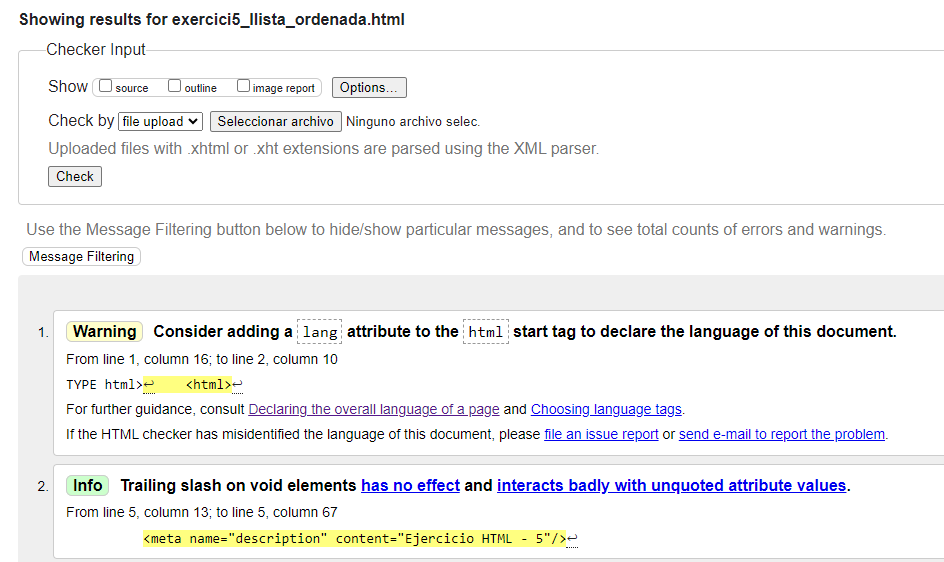 Showing results for exercici5_llista_ordenada.html
Checker Input
Show source outline image report Options...
Check by file upload Seleccionar archivo Ninguno archivo selec.
Uploaded files with .xhtml or .xht extensions are parsed using the XML parser.
Check
Use the Message Filtering button below to hide/show particular messages, and to see total counts of errors and warnings.
Message Filtering
1. Warning Consider adding a lang attribute to the html start tag to declare the language of this document.
From line 1, column 16; to line 2, column 10
TYPE html>↩    <html>↩
For further guidance, consult Declaring the overall language of a page and Choosing language tags.
If the HTML checker has misidentified the language of this document, please file an issue report or send e-mail to report the problem.
2. Info Trailing slash on void elements has no effect and interacts badly with unquoted attribute values.
From line 5, column 13; to line 5, column 67
<meta name="description" content="Ejercicio HTML - 5"/>↩